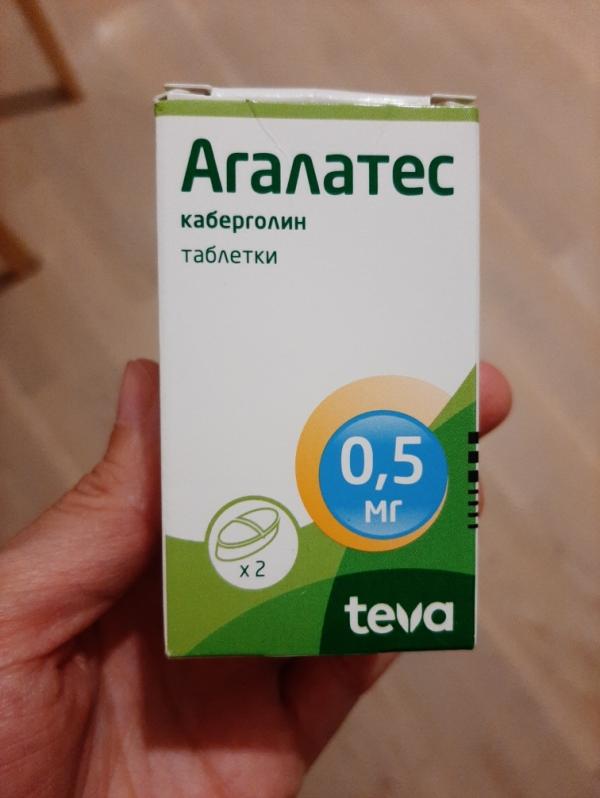 Агалатес
каберголин
таблетки
0,5
мг
x 2
teva